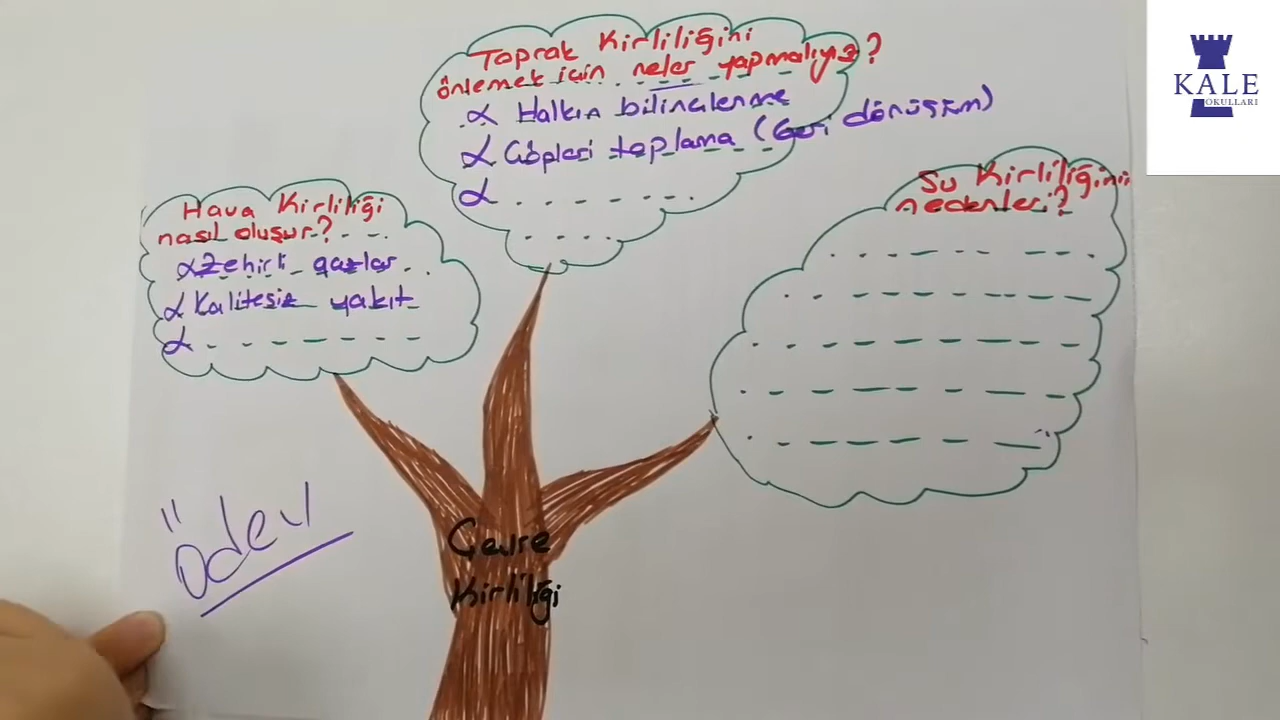 Toprak Kirliliğini
önlemek için neler yapmalıyız?
α Halkın bilinçlenme
α Çöpleri toplama (Geri dönüşüm)
α
Hava Kirliliği
nasıl oluşur?
α Zehirli gazlar
α Kalitesiz yakıt
α
Su Kirliliğinin
nedenleri?
Çevre
Kirliliği
Ödev
KALE
OKULLARI